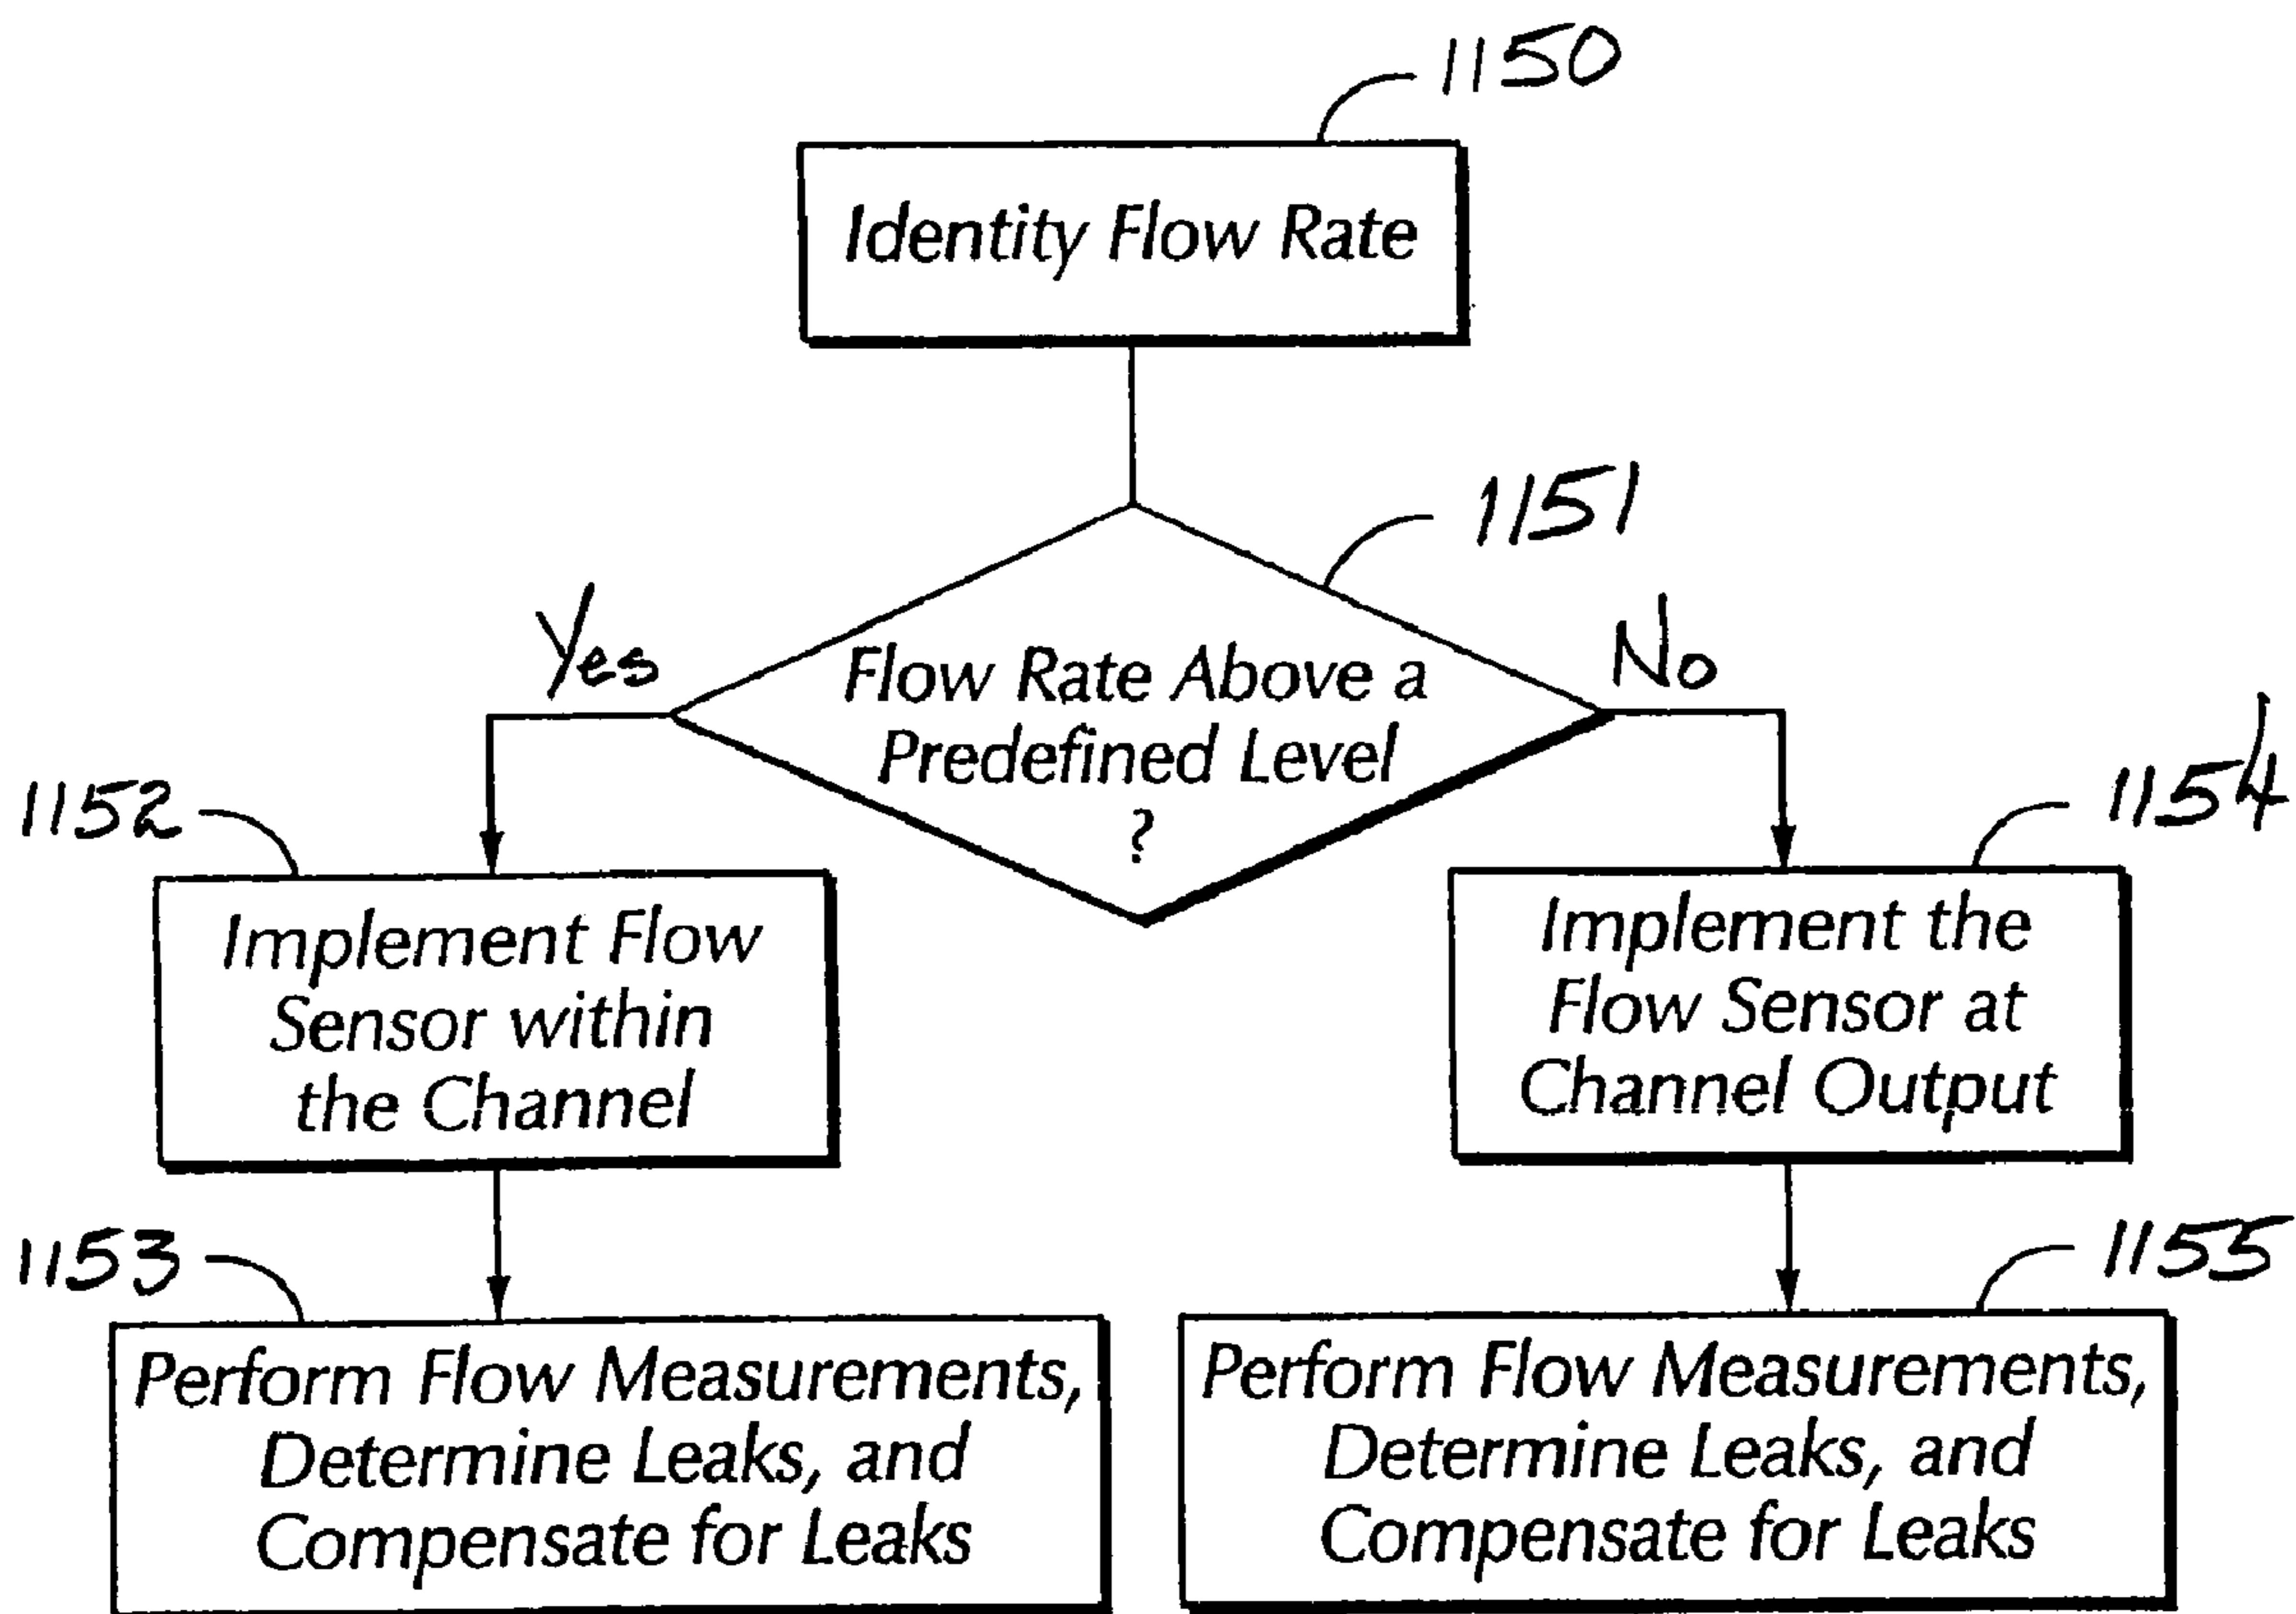 1150
Identity Flow Rate
1151
Yes
No
Flow Rate Above a
Predefined Level
?
1152
Implement Flow
Sensor within
the Channel
1154
Implement the
Flow Sensor at
Channel Output
1153
Perform Flow Measurements,
Determine Leaks, and
Compensate for Leaks
1155
Perform Flow Measurements,
Determine Leaks, and
Compensate for Leaks